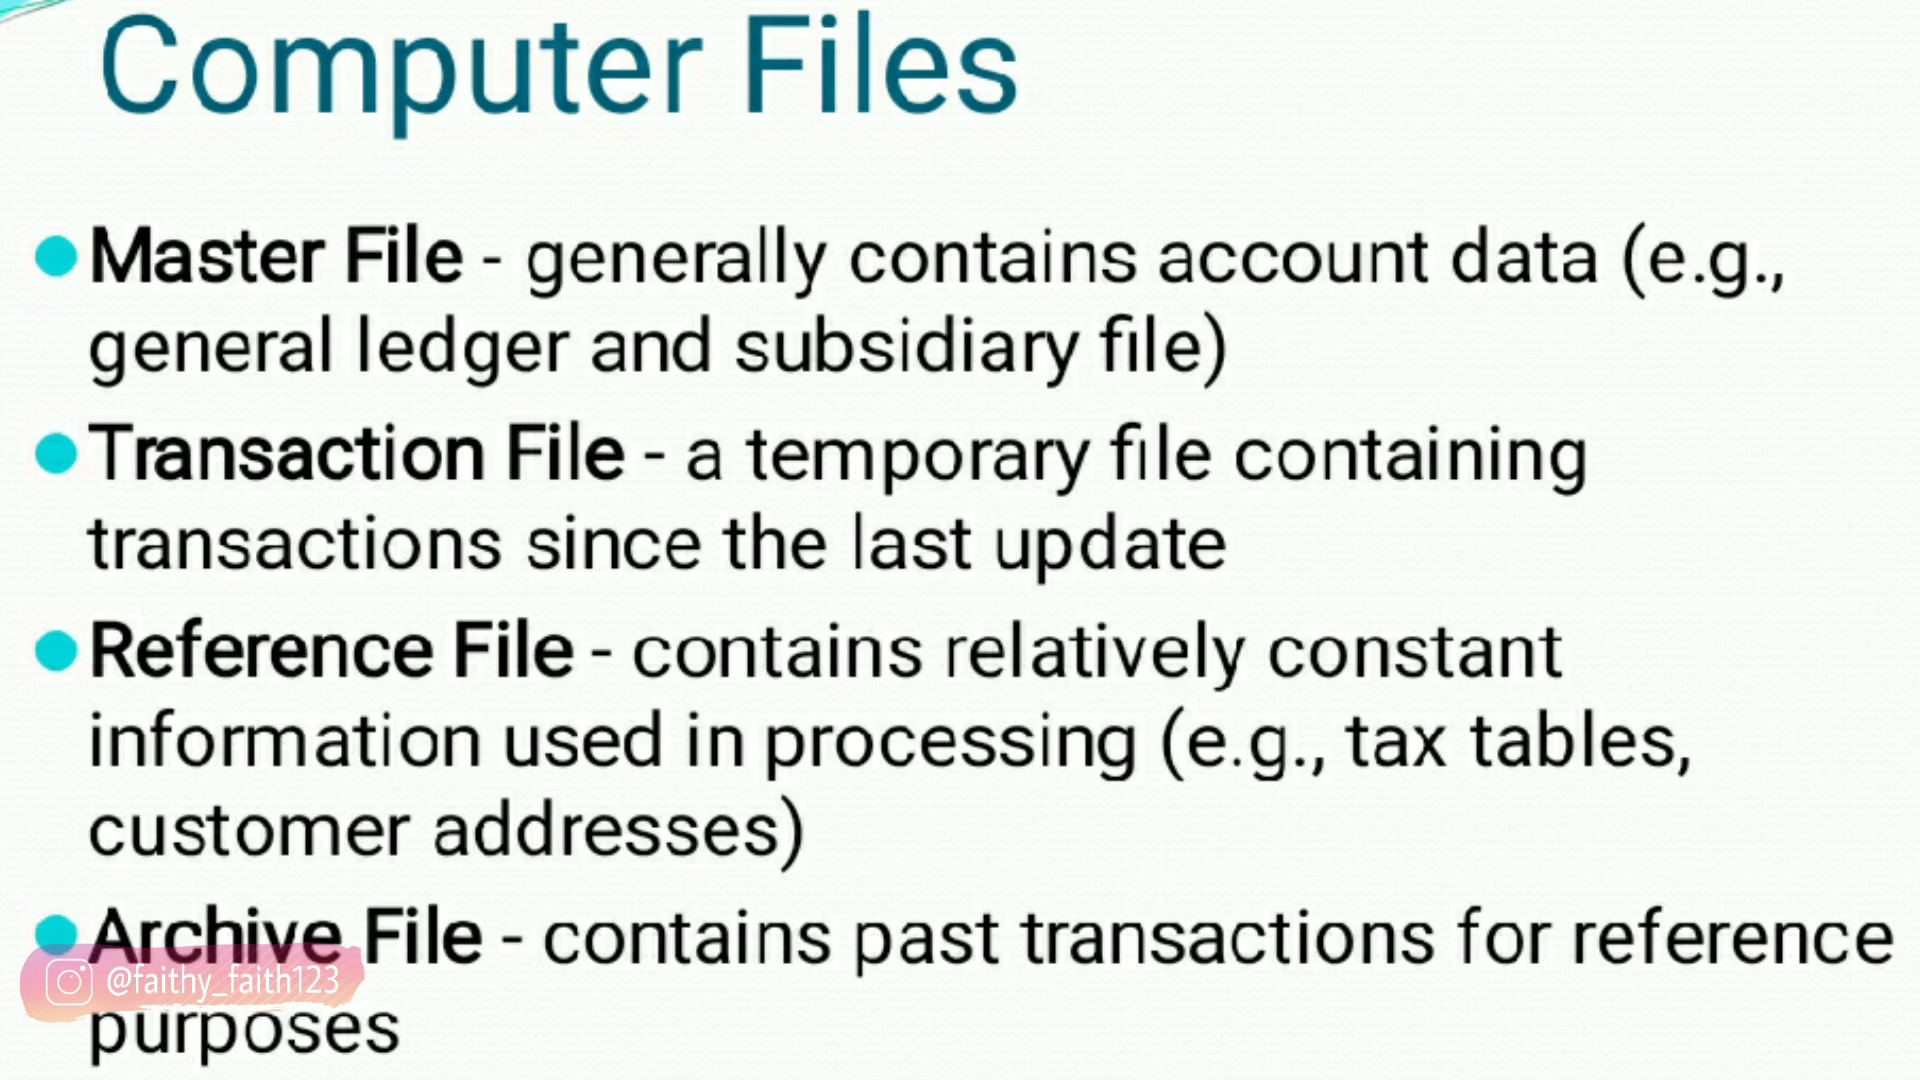 Computer Files
Master File - generally contains account data (e.g.,
general ledger and subsidiary file)
Transaction File - a temporary file containing
transactions since the last update
Reference File - contains relatively constant
information used in processing (e.g., tax tables,
customer addresses)
Archive File - contains past transactions for reference
@faithy_faith123
purposes